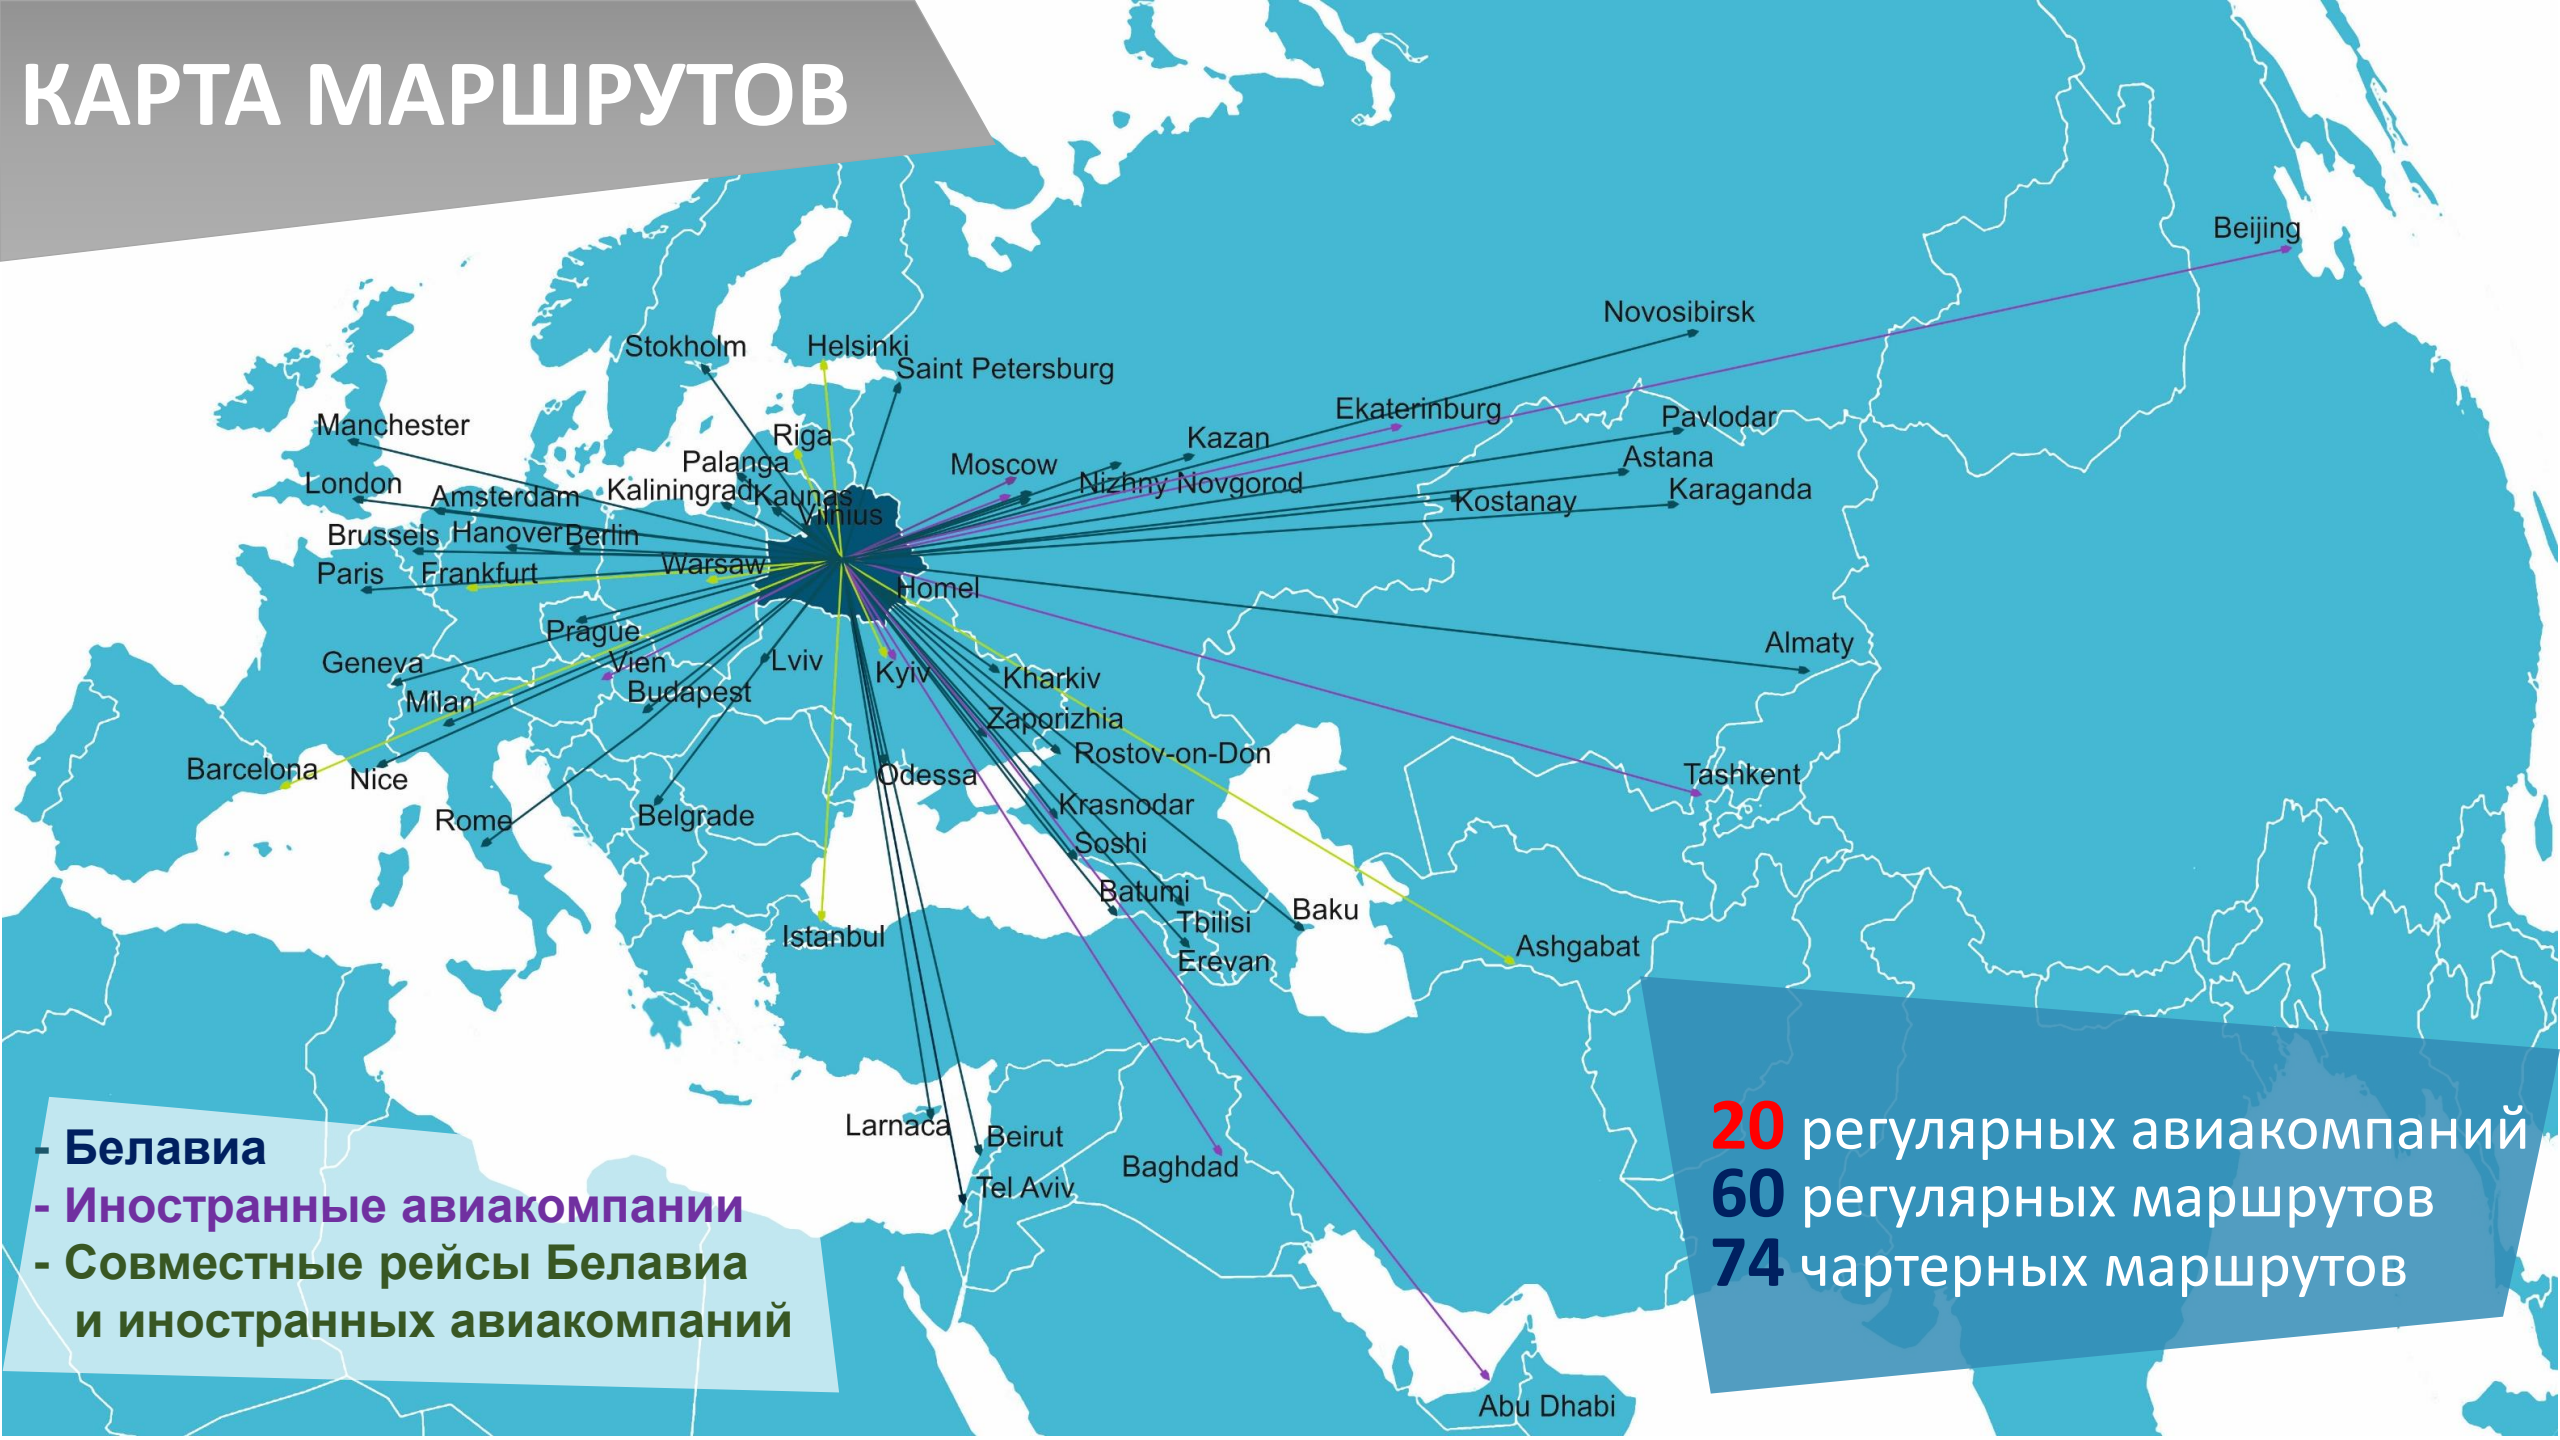 КАРТА МАРШРУТОВ
Beijing
Novosibirsk
Stokholm
Helsinki
Saint Petersburg
Manchester
Riga
Ekaterinburg
Pavlodar
Kazan
Palanga
Moscow
Astana
London
Amsterdam
Kaliningrad
Kaunas
Nizhny Novgorod
Kostanay
Karaganda
Vilnius
Brussels
Hanover
Berlin
Warsaw
Paris
Frankfurt
Homel
Prague
Almaty
Geneva
Vien
Lviv
Kyiv
Kharkiv
Milan
Budapest
Zaporizhia
Rostov-on-Don
Barcelona
Nice
Odessa
Tashkent
Krasnodar
Rome
Belgrade
Soshi
Batumi
Baku
Tbilisi
Istanbul
Ashgabat
Erevan
Larnaca
Beirut
Baghdad
Tel Aviv
Abu Dhabi
- Белавиа
- Иностранные авиакомпании
- Совместные рейсы Белавиа
и иностранных авиакомпаний
20 регулярных авиакомпаний
60 регулярных маршрутов
74 чартерных маршрутов